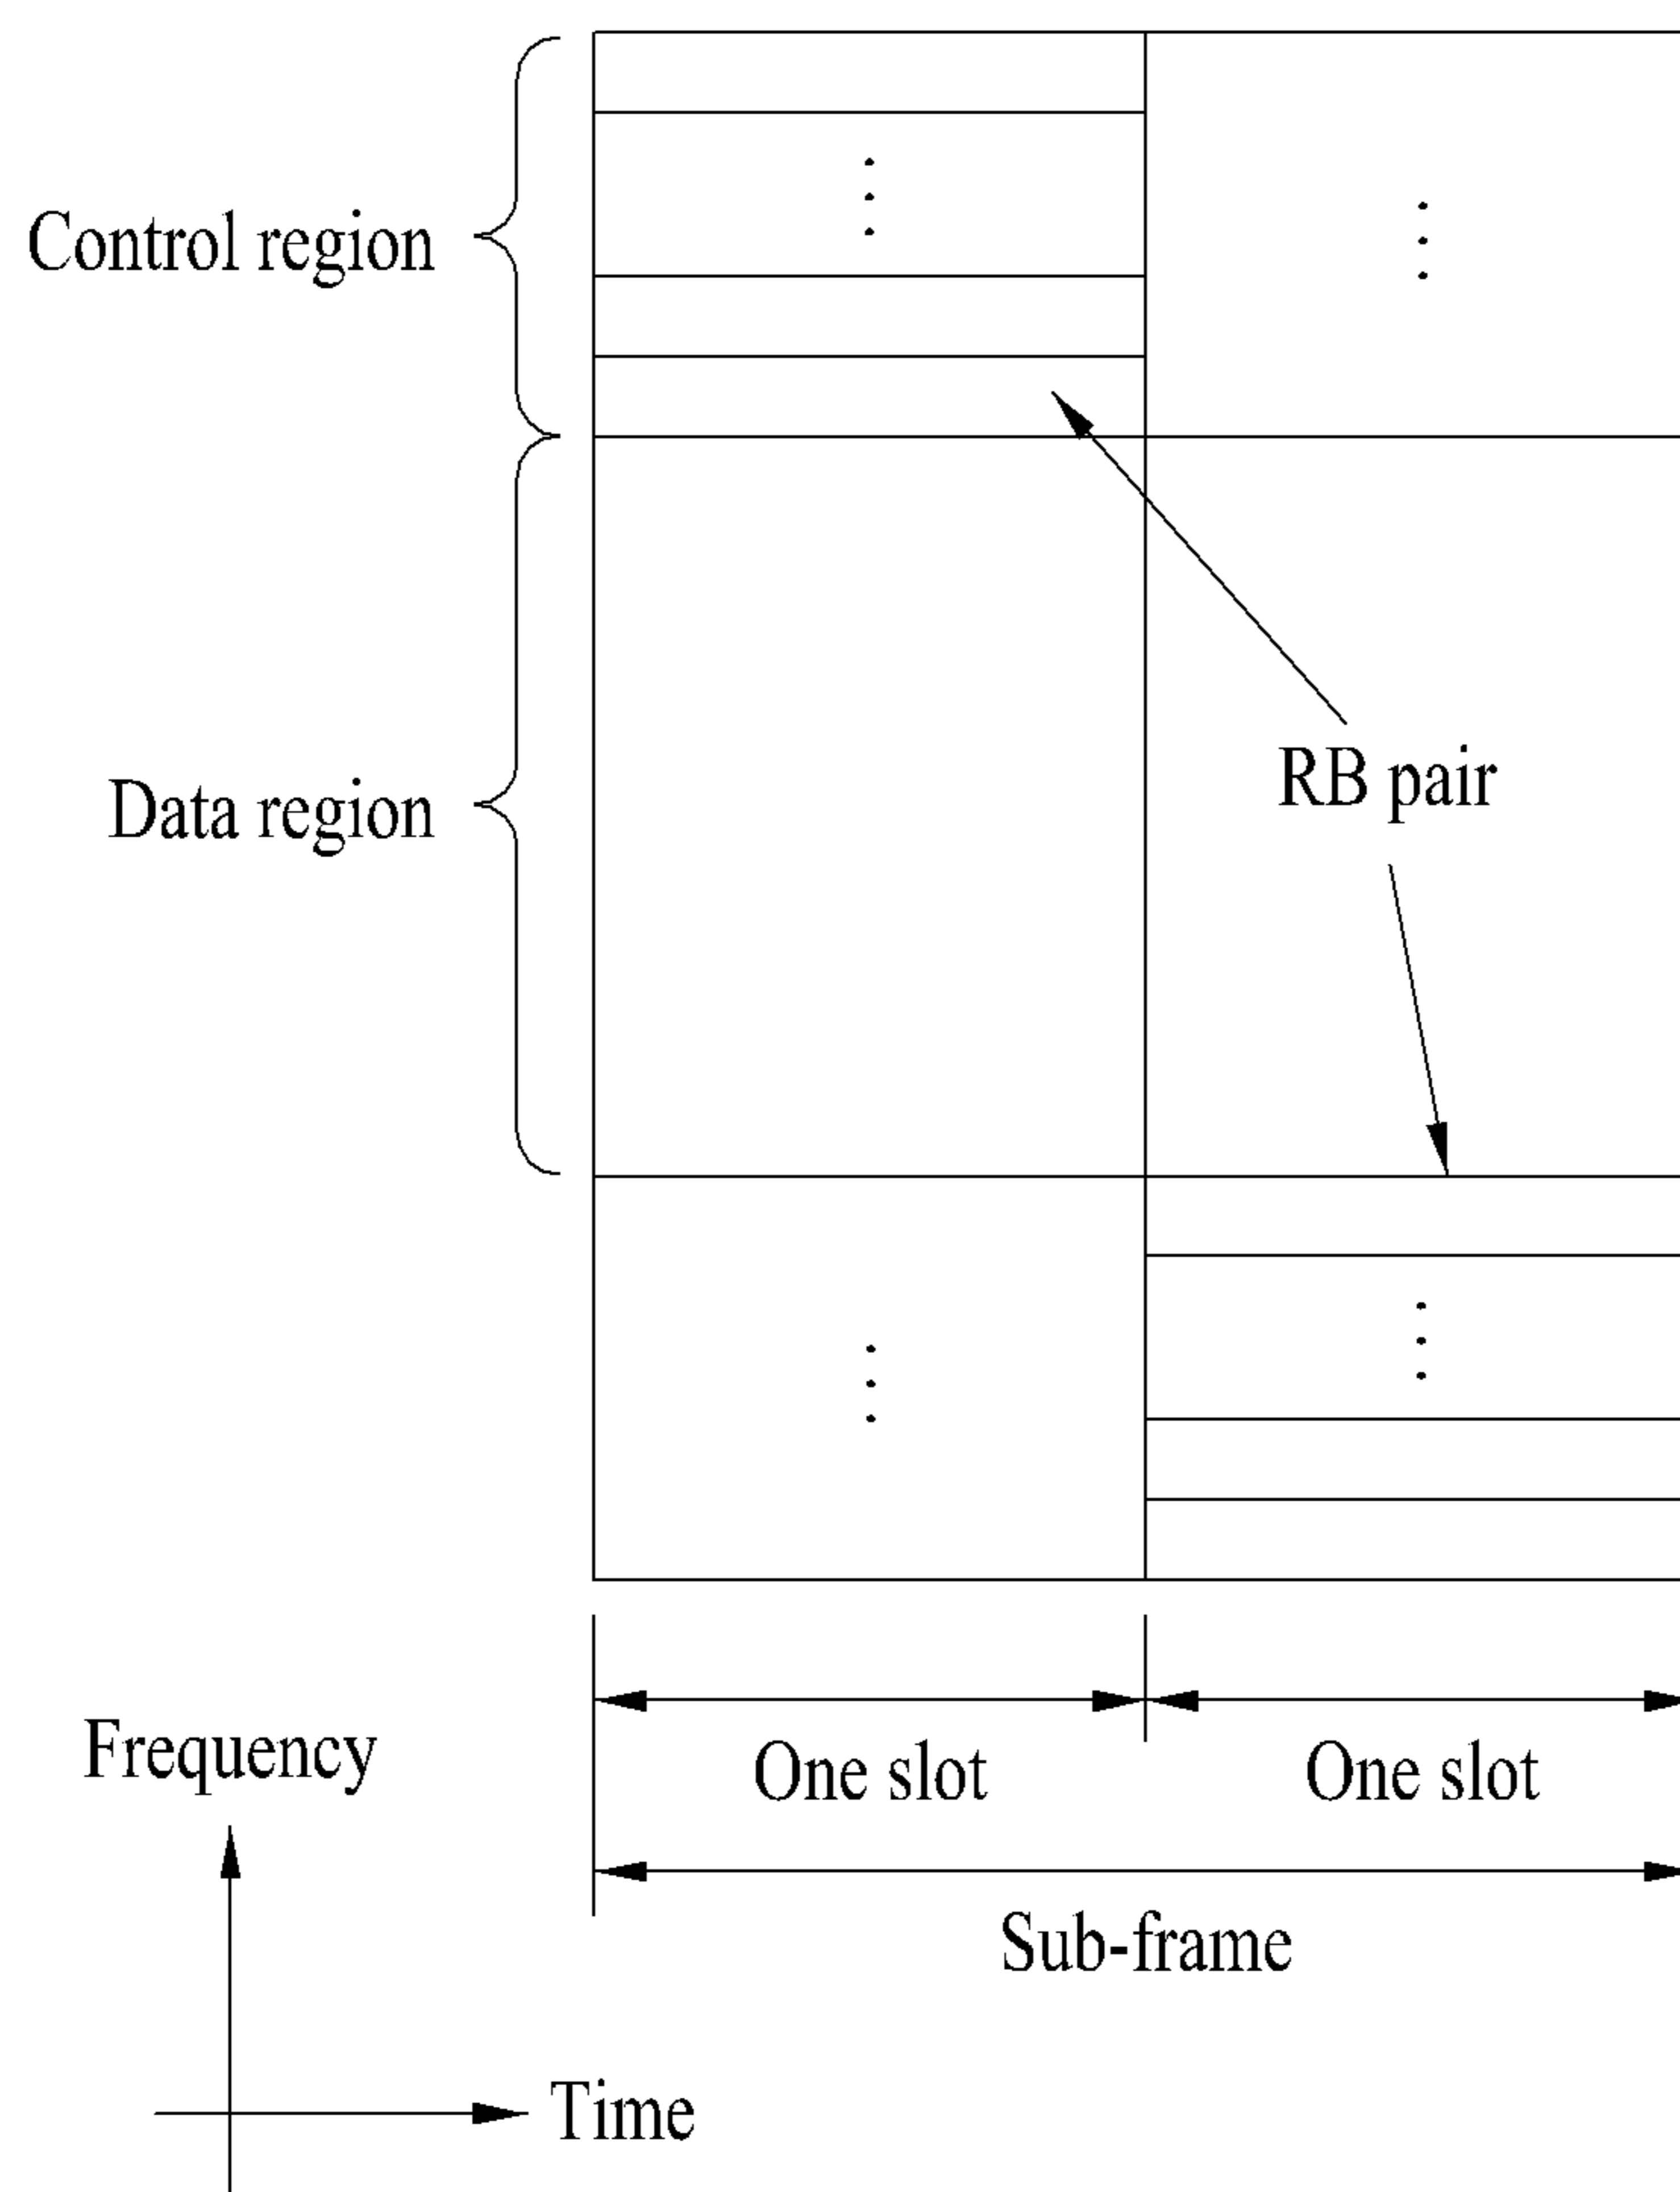 Control region
Data region
RB pair
One slot
One slot
Frequency
Sub-frame
Time